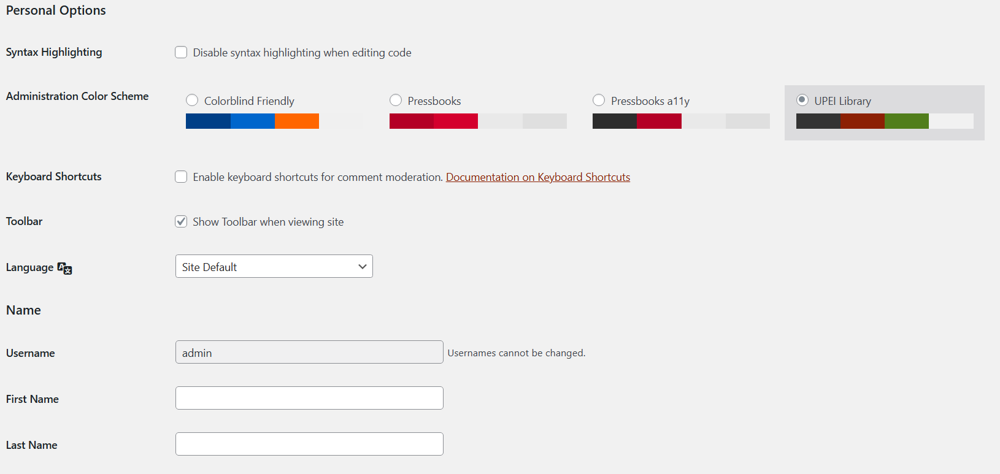 Personal Options
Syntax Highlighting
Disable syntax highlighting when editing code
Administration Color Scheme
Colorblind Friendly
Pressbooks
Pressbooks a11y
UPEI Library
Keyboard Shortcuts
Enable keyboard shortcuts for comment moderation. Documentation on Keyboard Shortcuts
Toolbar
Show Toolbar when viewing site
Language
Site Default
Name
Username
admin
Usernames cannot be changed.
First Name
Last Name